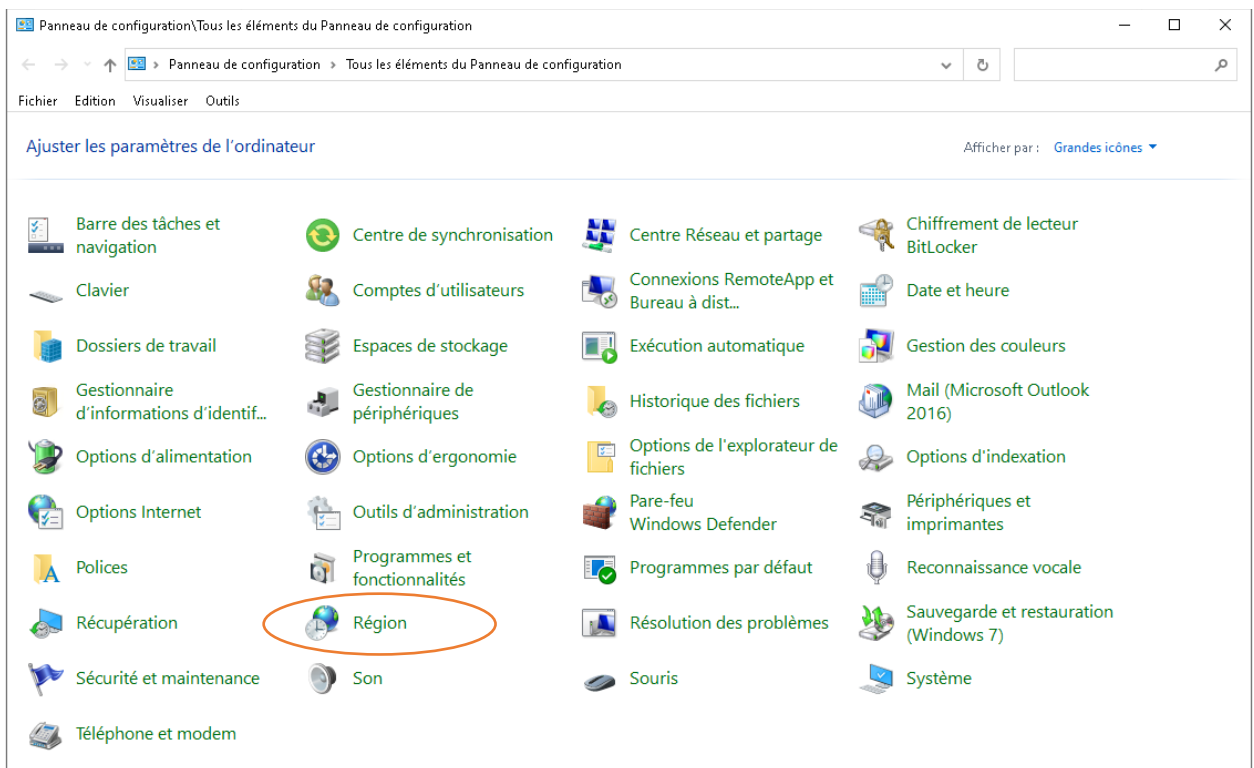 Panneau de configuration\Tous les éléments du Panneau de configuration
Panneau de configuration > Tous les éléments du Panneau de configuration
Fichier Edition Visualiser Outils
Ajuster les paramètres de l'ordinateur
Afficher par : Grandes icônes
Barre des tâches et
navigation
Centre de synchronisation
Centre Réseau et partage
Chiffrement de lecteur
BitLocker
Clavier
Comptes d'utilisateurs
Connexions RemoteApp et
Bureau à dist...
Date et heure
Dossiers de travail
Espaces de stockage
Exécution automatique
Gestion des couleurs
Gestionnaire
d'informations d'identif...
Gestionnaire de
périphériques
Historique des fichiers
Mail (Microsoft Outlook
2016)
Options d'alimentation
Options d'ergonomie
Options de l'explorateur de
fichiers
Options d'indexation
Options Internet
Outils d'administration
Pare-feu
Windows Defender
Périphériques et
imprimantes
Polices
Programmes et
fonctionnalités
Programmes par défaut
Reconnaissance vocale
Récupération
Région
Résolution des problèmes
Sauvegarde et restauration
(Windows 7)
Sécurité et maintenance
Son
Souris
Système
Téléphone et modem